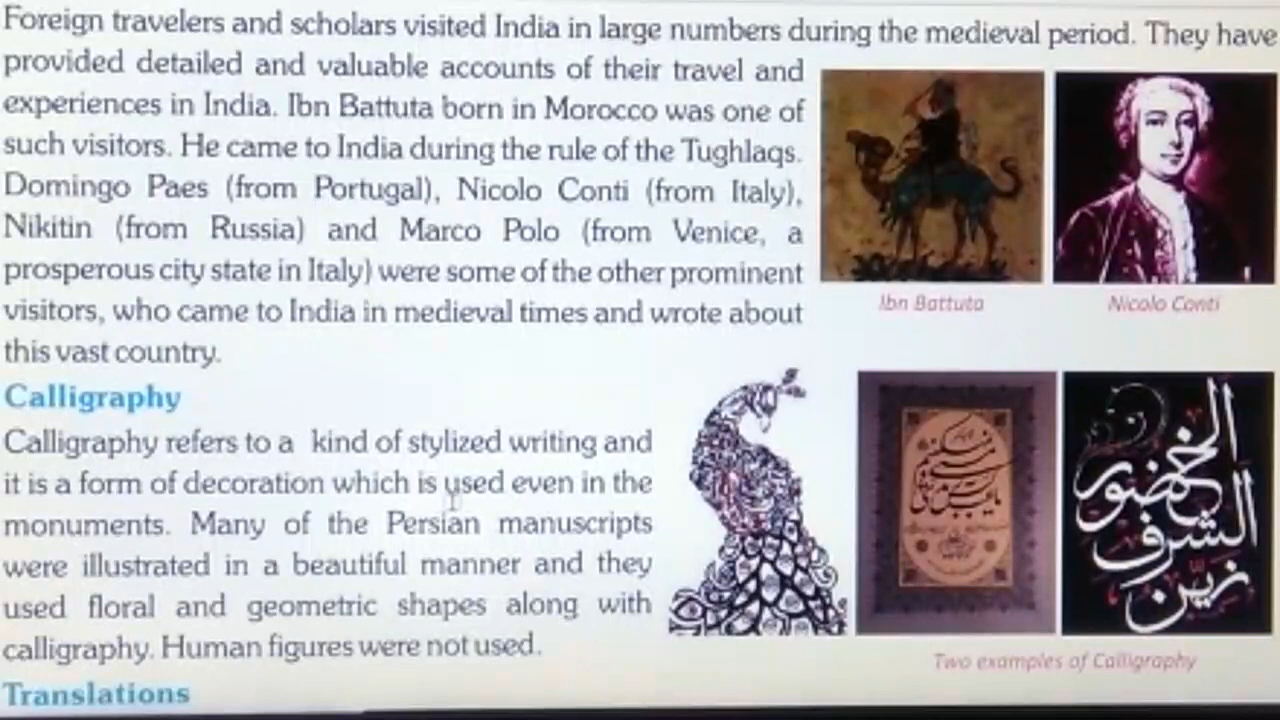 Foreign travelers and scholars visited India in large numbers during the medieval period. They have
provided detailed and valuable accounts of their travel and
experiences in India. Ibn Battuta born in Morocco was one of
such visitors. He came to India during the rule of the Tughlaqs.
Domingo Paes (from Portugal), Nicolo Conti (from Italy),
Nikitin (from Russia) and Marco Polo (from Venice, a
prosperous city state in Italy) were some of the other prominent
visitors, who came to India in medieval times and wrote about
this vast country.
Ibn Battuta
Nicolo Conti
Calligraphy
Calligraphy refers to a kind of stylized writing and
it is a form of decoration which is used even in the
monuments. Many of the Persian manuscripts
were illustrated in a beautiful manner and they
used floral and geometric shapes along with
calligraphy. Human figures were not used.
الحضور
الشرف
زين
Two examples of Calligraphy
Translations